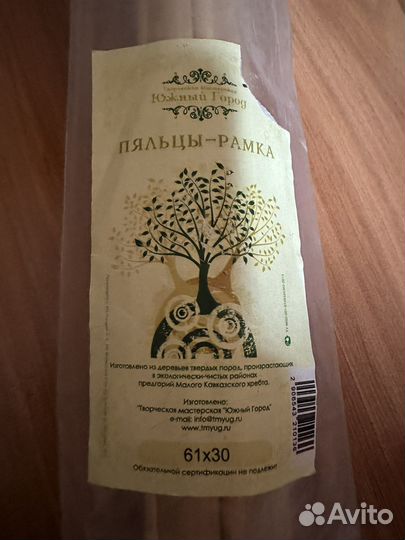 Творческая мастерская
Южный Город
ПЯЛЬЦЫ-РАМКА
Изготовлено из деревьев твердых пород, произрастающих
в экологически-чистых районах
предгорий Малого Кавказского хребта.
Изготовлено:
"Творческая мастерская "Южный Город"
e-mail: info@tmyug.ru
www.tmyug.ru
61x30
Обязательной сертификации не подлежит
Avito